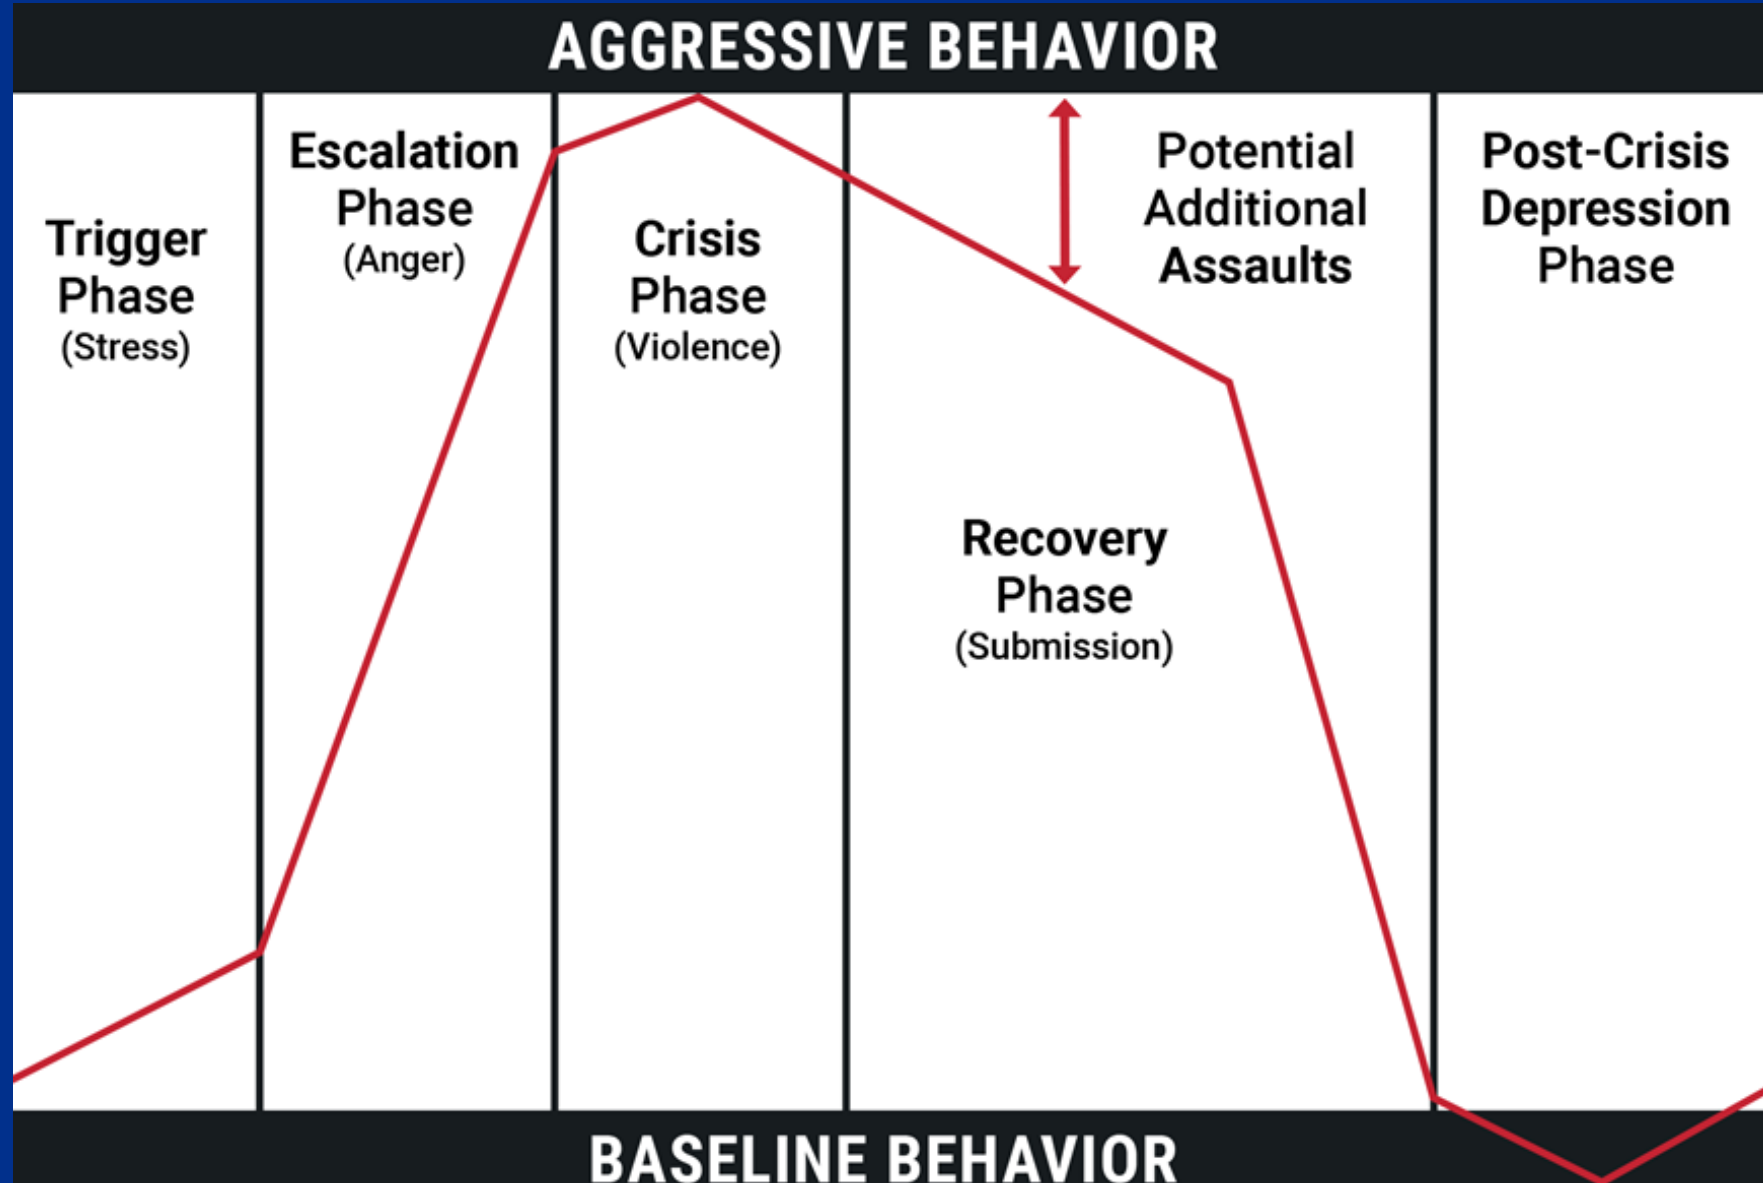 AGGRESSIVE BEHAVIOR
Trigger
Phase
(Stress)
Escalation
Phase
(Anger)
Crisis
Phase
(Violence)
Potential
Additional
Assaults
Recovery
Phase
(Submission)
Post-Crisis
Depression
Phase
BASELINE BEHAVIOR